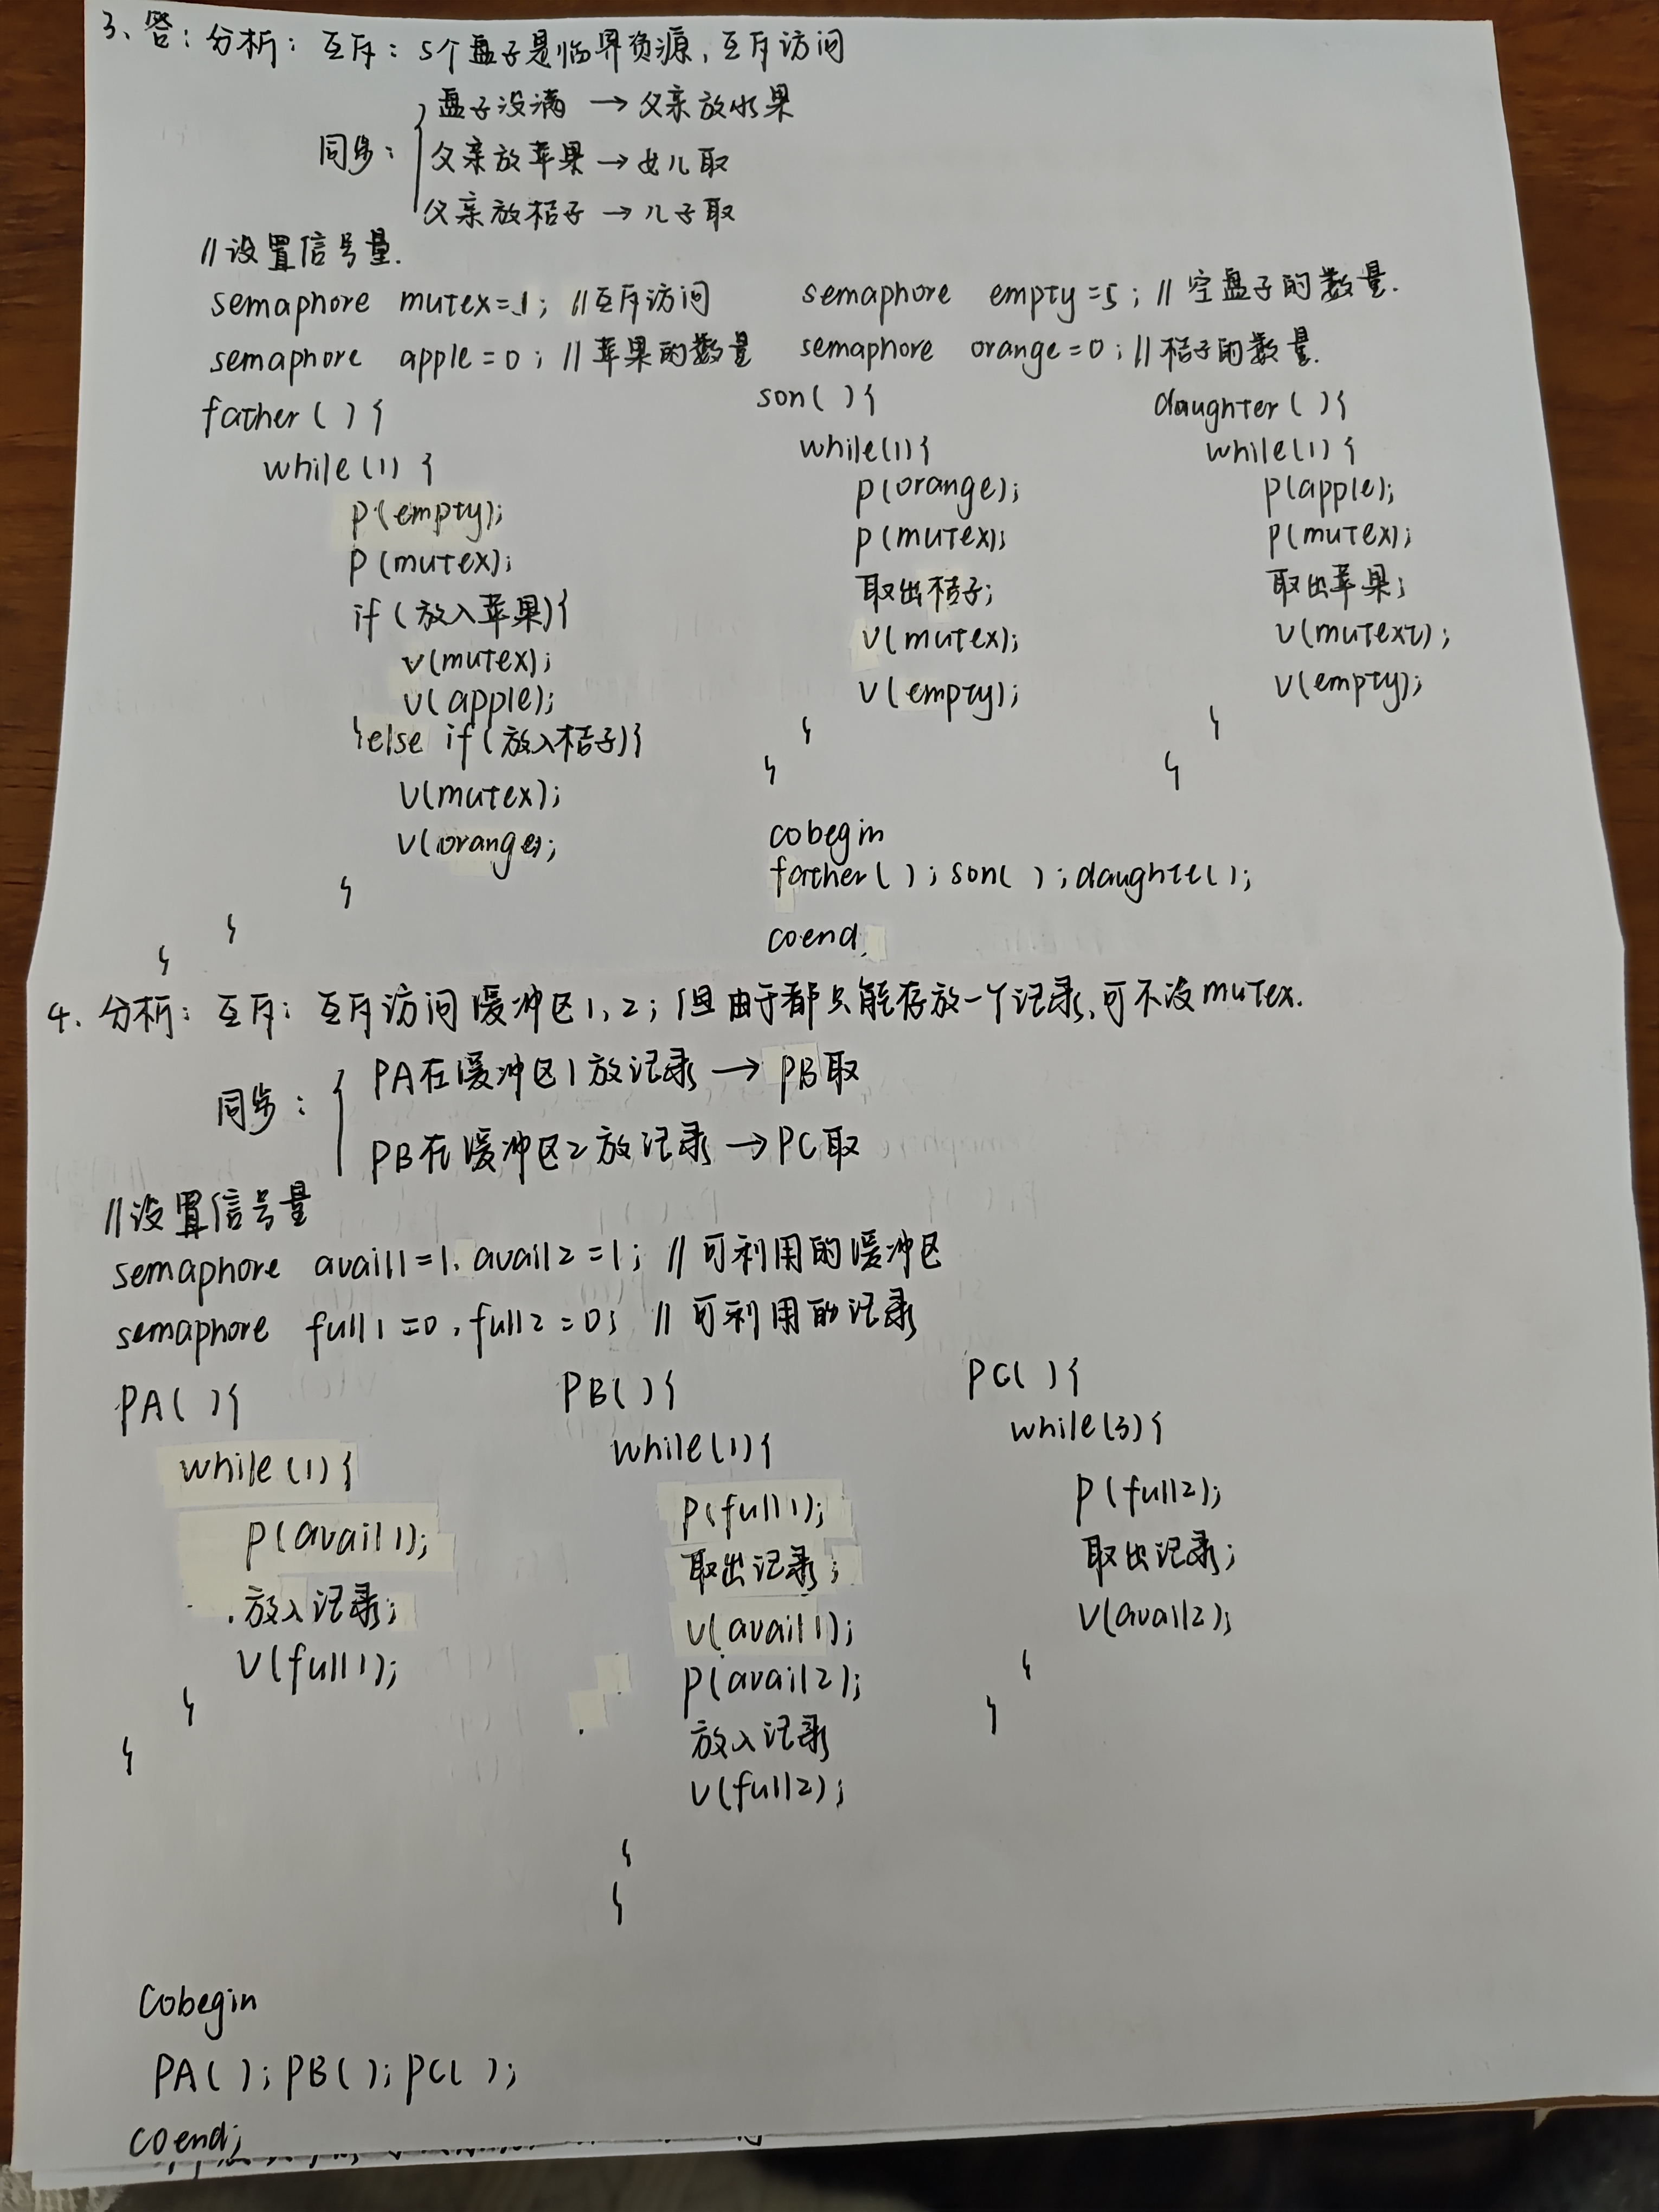 3、答：分析：互斥：5个盘子是临界资源，互斥访问
盘子没满 → 父亲放水果
同步：
父亲放苹果 → 女儿取
父亲放桔子 → 儿子取
//设置信号量.
semaphore mutex=1; //互斥访问 semaphore empty=5; //空盘子的数量.
semaphore apple=0; //苹果的数量 semaphore orange=0; //桔子的数量.
father(){
while(1){
p(empty);
p(mutex);
if(放入苹果){
v(mutex);
v(apple);
}else if(放入桔子){
v(mutex);
v(orange);
}
}
}
son(){
while(1){
p(orange);
p(mutex);
取出桔子;
v(mutex);
v(empty);
}
}
daughter(){
while(1){
p(apple);
p(mutex);
取出苹果;
v(mutext);
v(empty);
}
}
cobegin
father();son();daughte();
coend
4、分析：互斥：互斥访问缓冲区1,2；但由于都只能存放一个记录,可不设mutex.
同步：
PA在缓冲区1放记录 → PB取
PB在缓冲区2放记录 → PC取
//设置信号量
semaphore avail1=1, avail2=1; //可利用的缓冲区
semaphore full1=0, full2=0; //可利用的记录
PA(){
while(1){
p(avail1);
放入记录;
v(full1);
}
}
PB(){
while(1){
p(full1);
取出记录;
v(avail1);
p(avail2);
放入记录
v(full2);
}
}
PC(){
while(3){
p(full2);
取出记录;
v(avail2);
}
}
cobegin
PA();PB();PC();
coend;